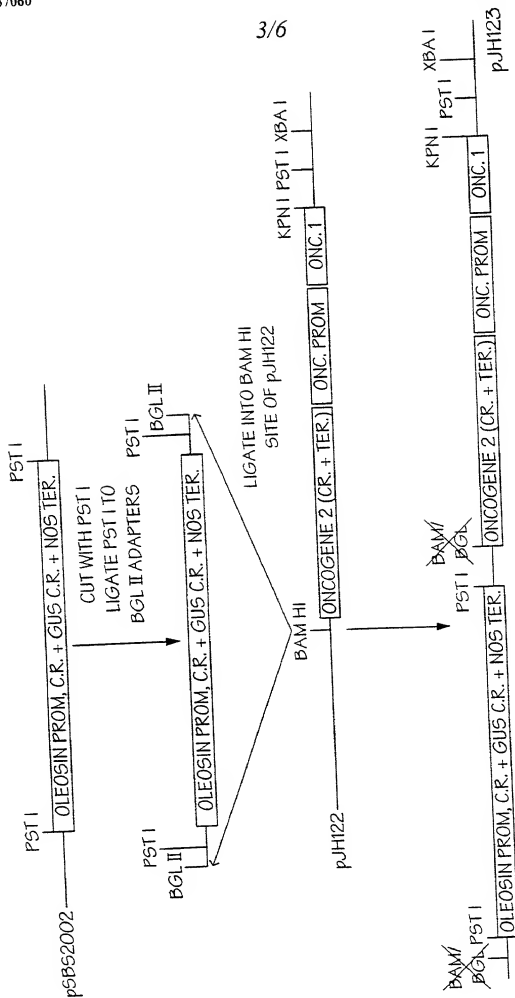 3/6
PST I
PST I
pSBS2002
OLEOSIN PROM, C.R. + GUS C.R. + NOS TER.
CUT WITH PST I
LIGATE PST I TO
BGL II ADAPTERS
PST I
BGL II
PST I
BGL II
OLEOSIN PROM, C.R. + GUS C.R. + NOS TER.
LIGATE INTO BAM HI
SITE OF pJH122
BAM HI
KPN I PST I XBA I
pJH122
ONCOGENE 2 (CR. + TER.)
ONC. PROM
ONC. 1
BAM/
BGL
PST I
PST I
BAM/
BGL
KPN I
PST I
XBA I
OLEOSIN PROM, C.R. + GUS C.R. + NOS TER.
ONCOGENE 2 (CR. + TER.)
ONC. PROM
ONC. 1
pJH123